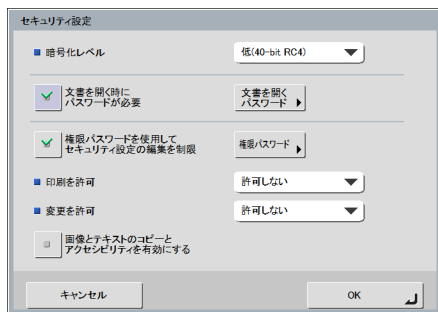 セキュリティ設定
暗号化レベル
低(40-bit RC4)
文書を開く時に
パスワードが必要
文書を開く
パスワード
権限パスワードを使用して
セキュリティ設定の編集を制限
権限パスワード
印刷を許可
許可しない
変更を許可
許可しない
画像とテキストのコピーと
アクセシビリティを有効にする
キャンセル
OK